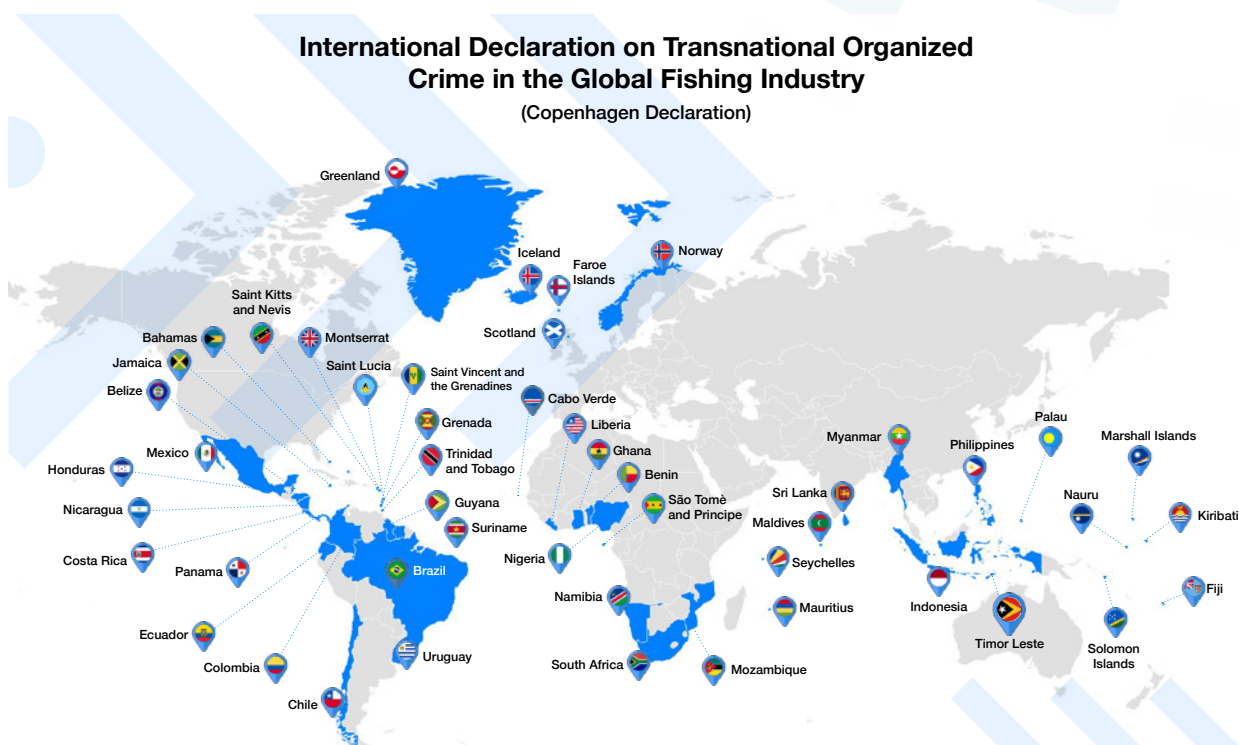 International Declaration on Transnational Organized
Crime in the Global Fishing Industry
(Copenhagen Declaration)
Greenland
Iceland
Faroe
Islands
Norway
Scotland
Saint Kitts
and Nevis
Bahamas
Montserrat
Jamaica
Saint Lucia
Saint Vincent and
the Grenadines
Belize
Cabo Verde
Grenada
Liberia
Mexico
Trinidad
and Tobago
Ghana
Honduras
Benin
Nicaragua
Guyana
São Tomè
and Principe
Suriname
Costa Rica
Panama
Nigeria
Brazil
Namibia
Ecuador
Colombia
Uruguay
South Africa
Mozambique
Chile
Myanmar
Philippines
Palau
Marshall Islands
Sri Lanka
Nauru
Maldives
Kiribati
Seychelles
Indonesia
Fiji
Mauritius
Timor Leste
Solomon
Islands